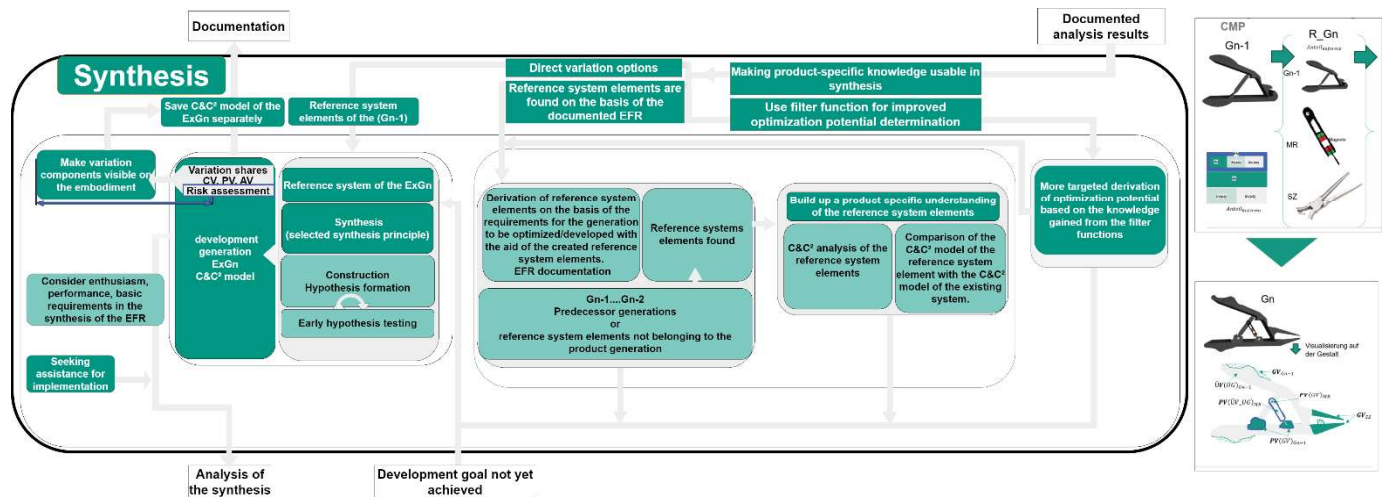 Documentation
Documented
analysis results
Synthesis
Save C&C² model of the
ExGn separately
Reference system
elements of the (Gn-1)
Direct variation options
Reference system elements are
found on the basis of the
documented EFR
Making product-specific knowledge usable in
synthesis
Use filter function for improved
optimization potential determination
Make variation
components visible on
the embodiment
Variation shares
CV, PV, AV
Risk assessment
development
generation
ExGn
C&C² model
Reference system of the ExGn
Synthesis
(selected synthesis principle)
Construction
Hypothesis formation
Early hypothesis testing
Consider enthusiasm,
performance, basic
requirements in the
synthesis of the EFR
Seeking
assistance for
implementation
Derivation of reference system
elements on the basis of the
requirements for the generation
to be optimized/developed with
the aid of the created reference
system elements.
EFR documentation
Reference systems
elements found
Gn-1....Gn-2
Predecessor generations
or
reference system elements not belonging to the
product generation
Build up a product specific understanding
of the reference system elements
C&C² analysis of the
reference system
elements
Comparison of the
C&C² model of the
reference system
element with the C&C²
model of the existing
system.
More targeted derivation
of optimization potential
based on the knowledge
gained from the filter
functions
Analysis of
the synthesis
Development goal not yet
achieved
CMP
Gn-1
R_Gn
Gn-1
MR
SZ
Gn
Visualisierung auf
der Gestalt